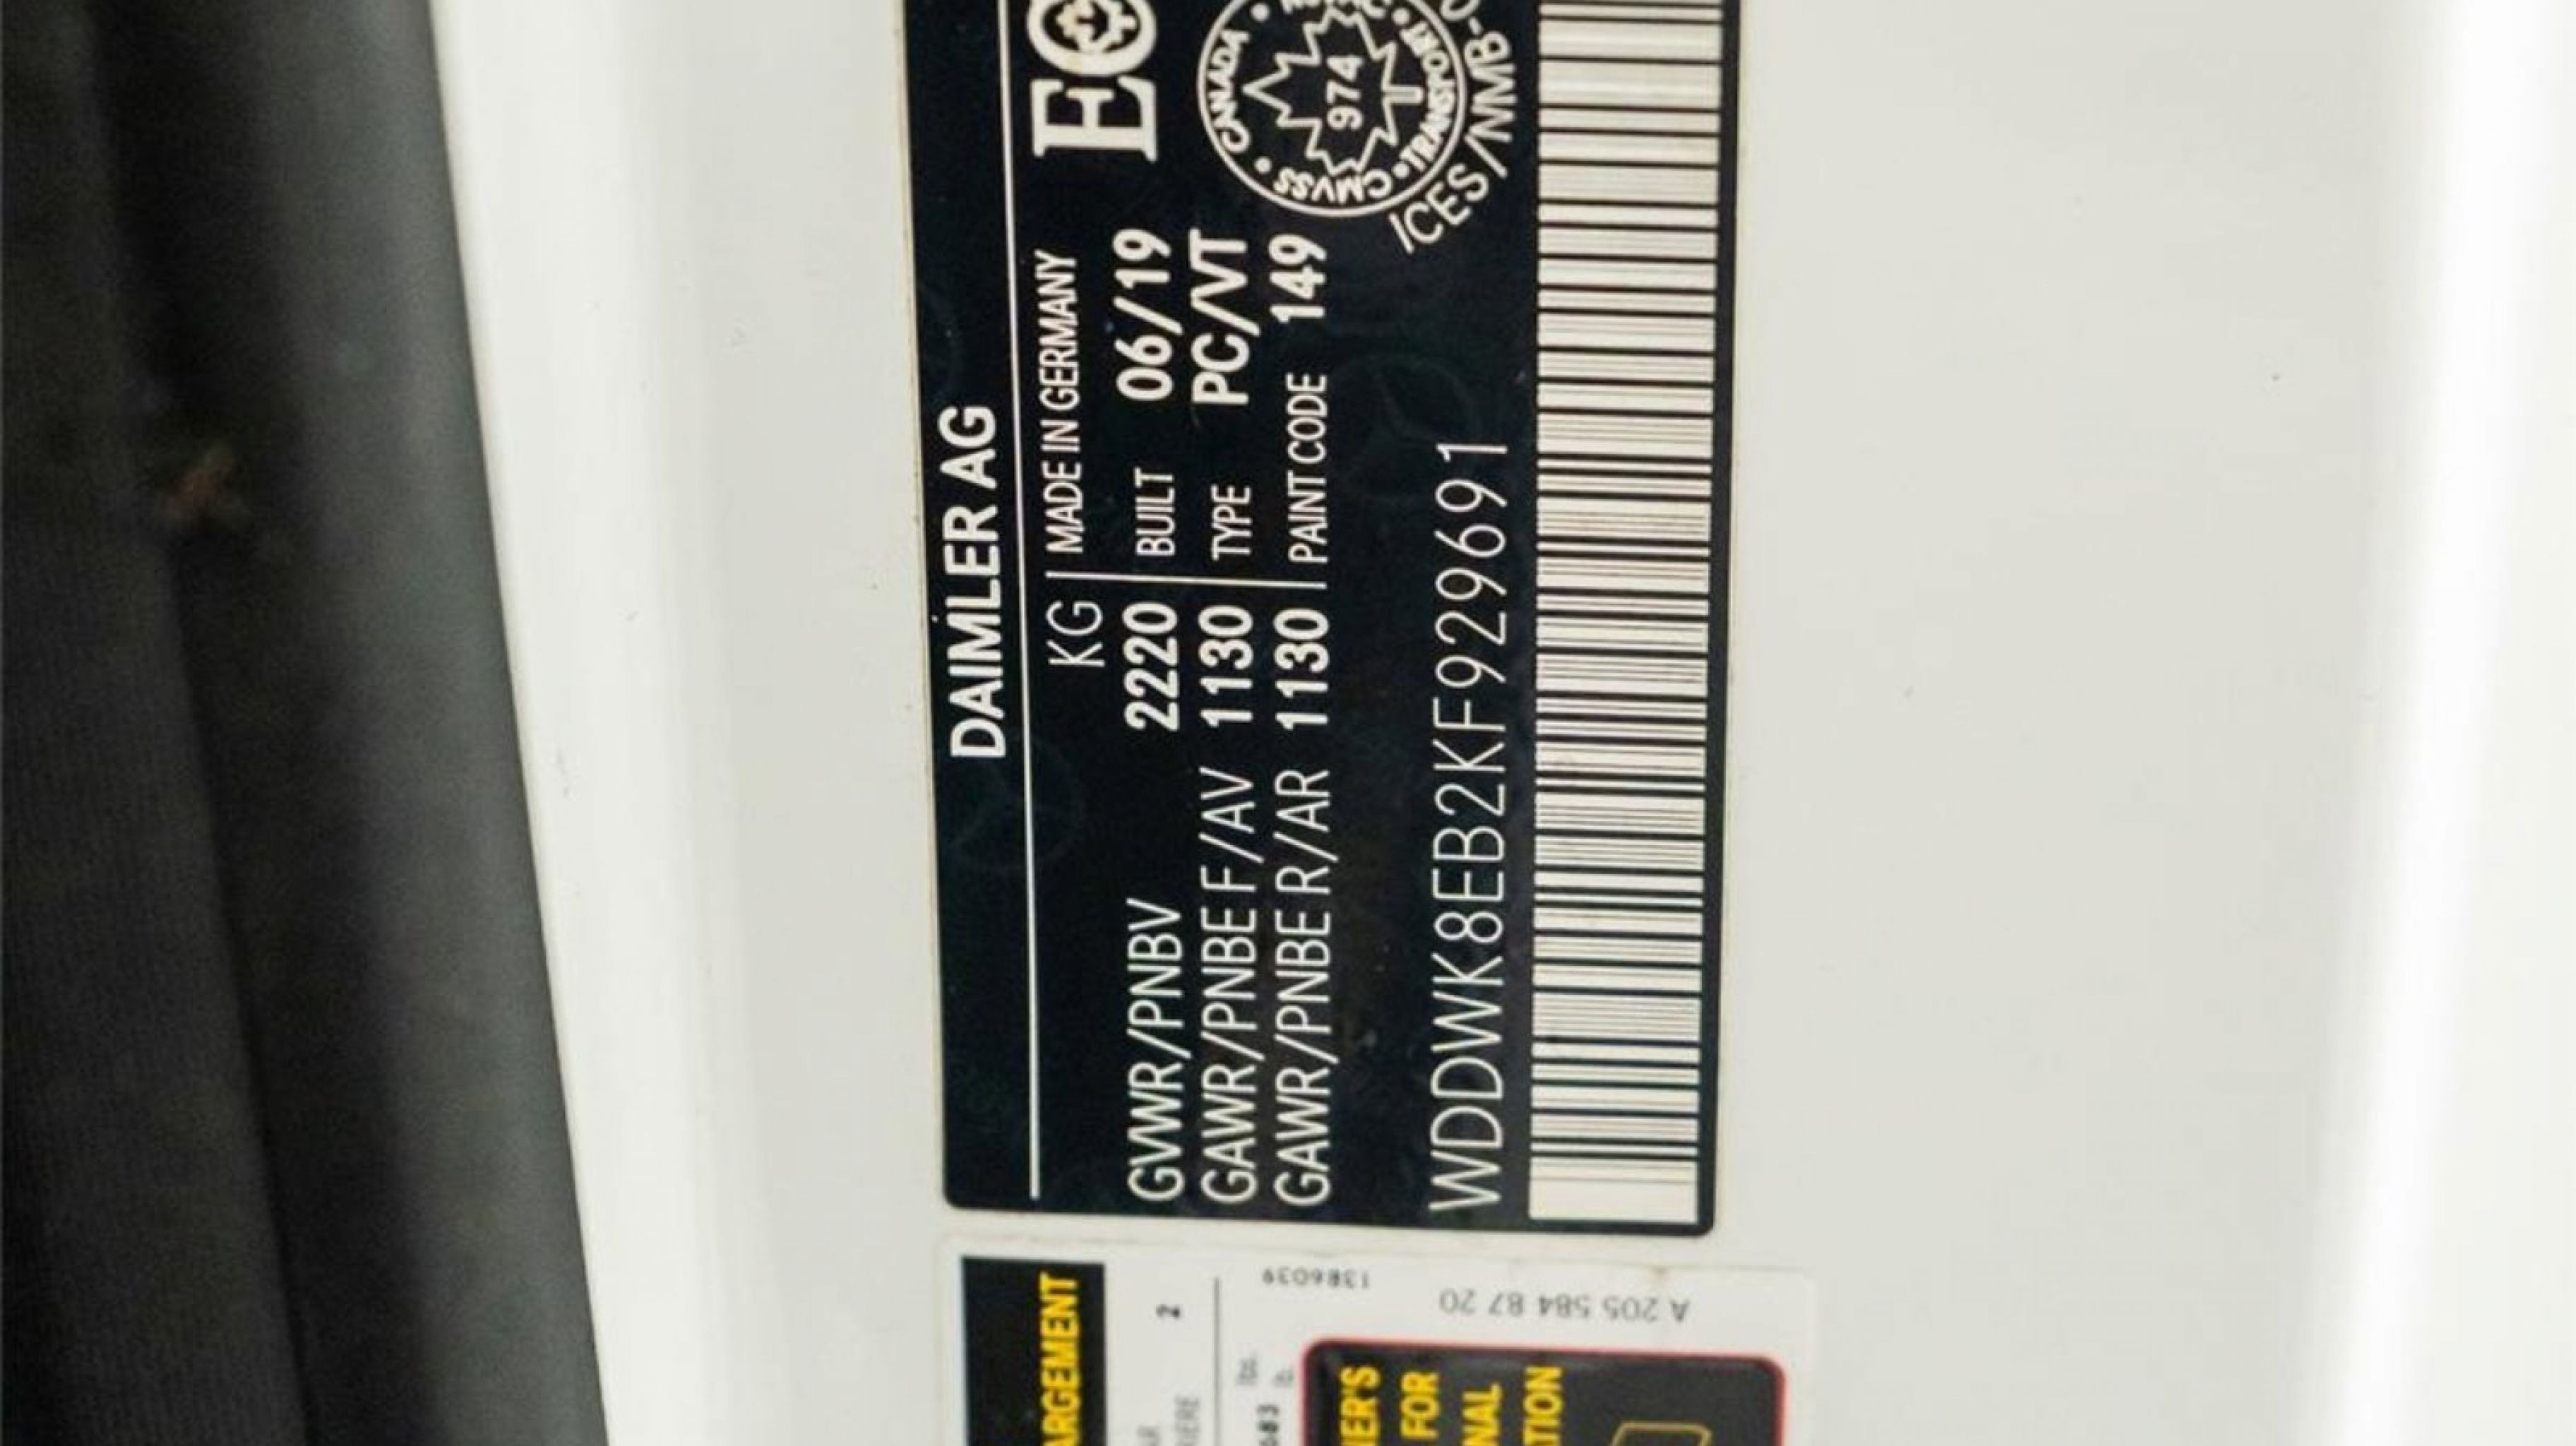 DAIMLER AG
KG MADE IN GERMANY
GVWR/PNBV 2220 BUILT 06/19
GAWR/PNBE F/AV 1130 TYPE PC/VT
GAWR/PNBE R/AR 1130 PAINT CODE 149
CANADA
974
CMVSS • TRANSPORT
ICES/NMB-
WDDWK8EB2KF929691
ARGEMENT
2
1386039
A 205 584 87 20
FOR